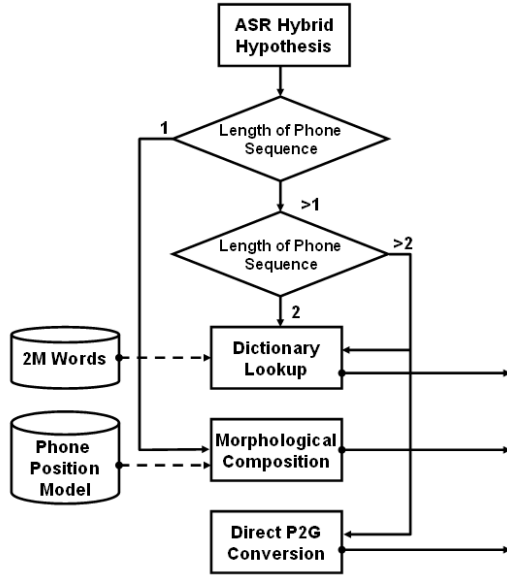 ASR Hybrid
Hypothesis
1
Length of Phone
Sequence
>1
Length of Phone
Sequence
>2
2
2M Words
Dictionary
Lookup
Phone
Position
Model
Morphological
Composition
Direct P2G
Conversion